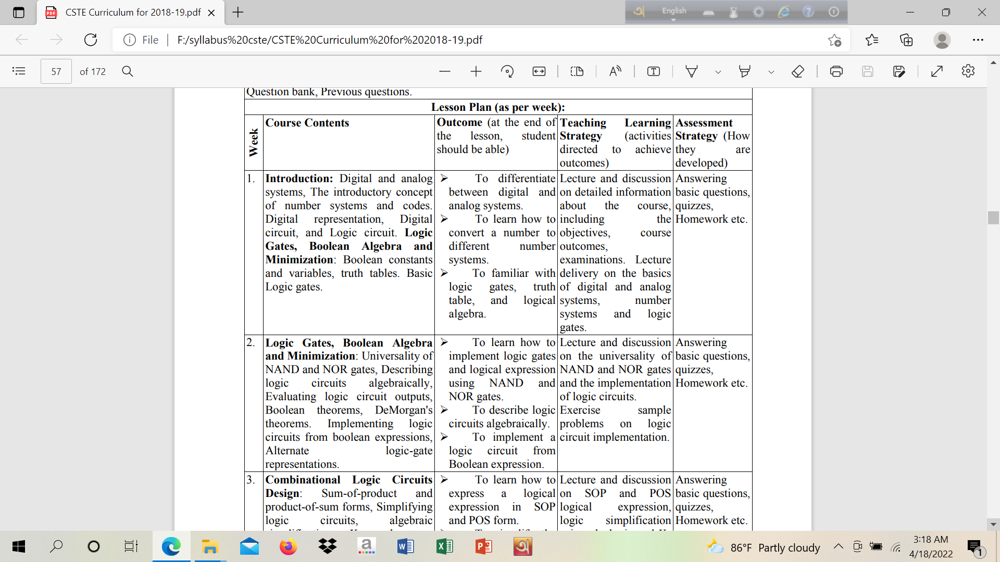 CSTE Curriculum for 2018-19.pdf
English
File
F:/syllabus%20cste/CSTE%20Curriculum%20for%202018-19.pdf
57 of 172
Question bank, Previous questions.
Lesson Plan (as per week):
Week
Course Contents
Outcome (at the end of
the lesson, student
should be able)
Teaching Learning
Strategy (activities
directed to achieve
outcomes)
Assessment
Strategy (How
they are
developed)
1.
Introduction: Digital and analog
systems, The introductory concept
of number systems and codes.
Digital representation, Digital
circuit, and Logic circuit. Logic
Gates, Boolean Algebra and
Minimization: Boolean constants
and variables, truth tables. Basic
Logic gates.
➢ To differentiate
between digital and
analog systems.
➢ To learn how to
convert a number to
different number
systems.
➢ To familiar with
logic gates, truth
table, and logical
algebra.
Lecture and discussion
on detailed information
about the course,
including the
objectives, course
outcomes,
examinations. Lecture
delivery on the basics
of digital and analog
systems, number
systems and logic
gates.
Answering
basic questions,
quizzes,
Homework etc.
2.
Logic Gates, Boolean Algebra
and Minimization: Universality of
NAND and NOR gates, Describing
logic circuits algebraically,
Evaluating logic circuit outputs,
Boolean theorems, DeMorgan's
theorems. Implementing logic
circuits from boolean expressions,
Alternate logic-gate
representations.
➢ To learn how to
implement logic gates
and logical expression
using NAND and
NOR gates.
➢ To describe logic
circuits algebraically.
➢ To implement a
logic circuit from
Boolean expression.
Lecture and discussion
on the universality of
NAND and NOR gates
and the implementation
of logic circuits.
Exercise sample
problems on logic
circuit implementation.
Answering
basic questions,
quizzes,
Homework etc.
3.
Combinational Logic Circuits
Design: Sum-of-product and
product-of-sum forms, Simplifying
logic circuits, algebraic
➢ To learn how to
express a logical
expression in SOP
and POS form.
Lecture and discussion
on SOP and POS
logical expression,
logic simplification
Answering
basic questions,
quizzes,
Homework etc.
86°F Partly cloudy
3:18 AM
4/18/2022
1